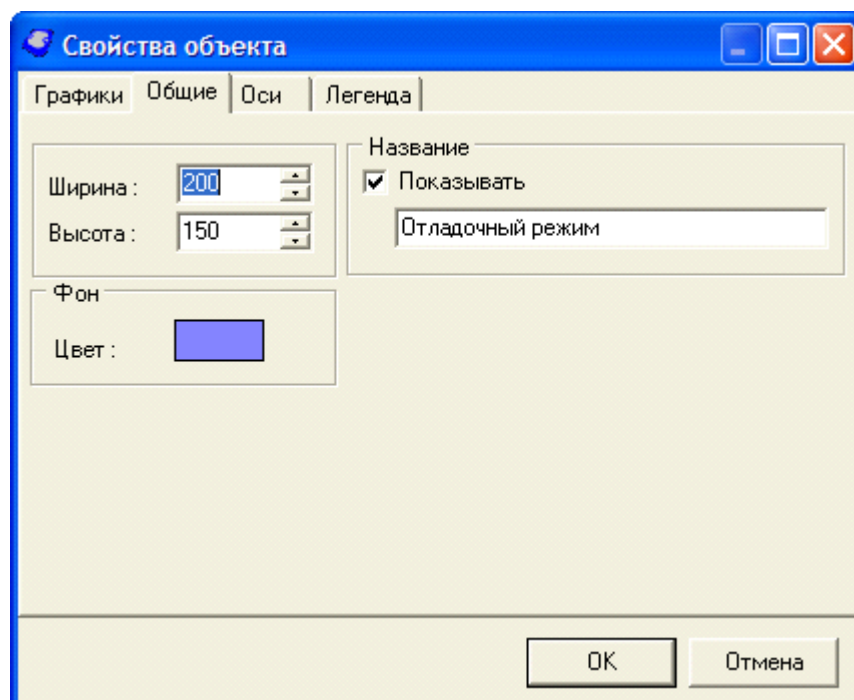 Свойства объекта
Графики Общие Оси Легенда
Название
Ширина : 200
Показывать
Высота : 150
Отладочный режим
Фон
Цвет :
OK Отмена